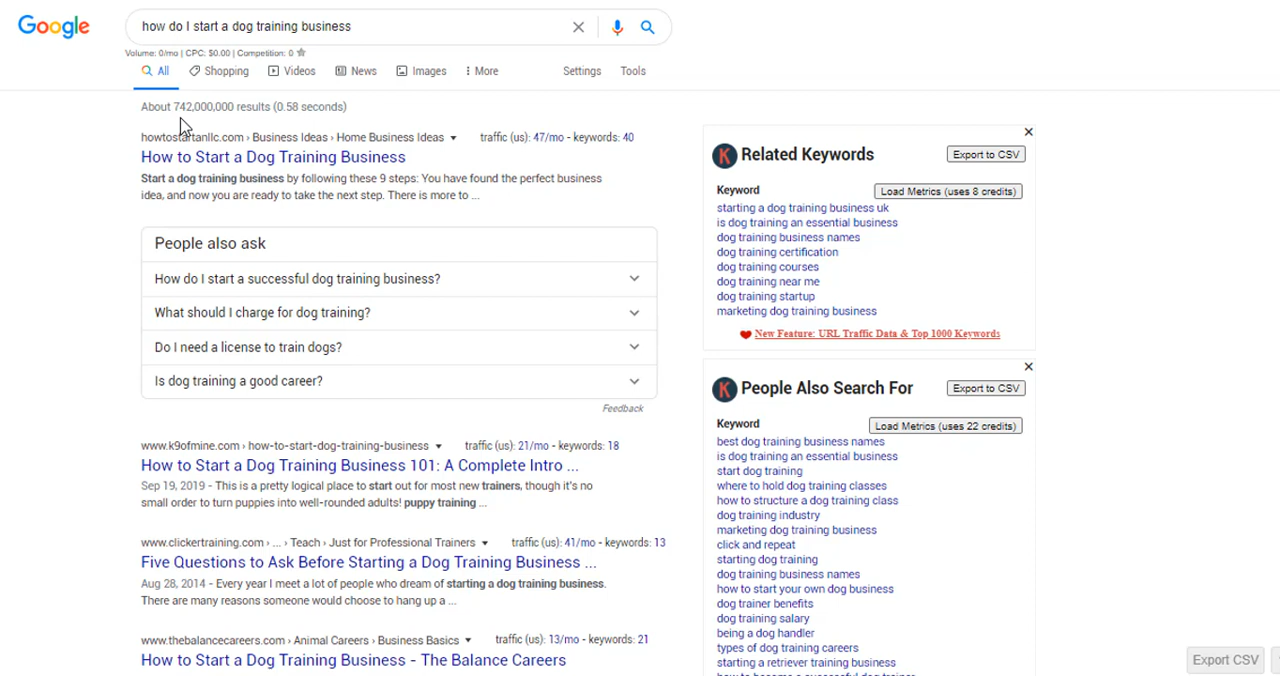 Google
how do I start a dog training business
Volume: 0/mo | CPC: $0.00 | Competition: 0
All
Shopping
Videos
News
Images
More
Settings
Tools
About 742,000,000 results (0.58 seconds)
howtostartanllc.com › Business Ideas › Home Business Ideas
traffic (us): 47/mo - keywords: 40
How to Start a Dog Training Business
Start a dog training business by following these 9 steps: You have found the perfect business
idea, and now you are ready to take the next step. There is more to ...
People also ask
How do I start a successful dog training business?
What should I charge for dog training?
Do I need a license to train dogs?
Is dog training a good career?
Feedback
www.k9ofmine.com › how-to-start-dog-training-business
traffic (us): 21/mo - keywords: 18
How to Start a Dog Training Business 101: A Complete Intro ...
Sep 19, 2019 - This is a pretty logical place to start out for most new trainers, though it's no
small order to turn puppies into well-rounded adults! puppy training ...
www.clickertraining.com › ... › Teach › Just for Professional Trainers
traffic (us): 41/mo - keywords: 13
Five Questions to Ask Before Starting a Dog Training Business ...
Aug 28, 2014 - Every year I meet a lot of people who dream of starting a dog training business.
There are many reasons someone would choose to hang up a ...
www.thebalancecareers.com › Animal Careers › Business Basics
traffic (us): 13/mo - keywords: 21
How to Start a Dog Training Business - The Balance Careers
K
Related Keywords
Export to CSV
Keyword
Load Metrics (uses 8 credits)
starting a dog training business uk
is dog training an essential business
dog training business names
dog training certification
dog training courses
dog training near me
dog training startup
marketing dog training business
New Feature: URL Traffic Data & Top 1000 Keywords
K
People Also Search For
Export to CSV
Keyword
Load Metrics (uses 22 credits)
best dog training business names
is dog training an essential business
start dog training
where to hold dog training classes
how to structure a dog training class
dog training industry
marketing dog training business
click and repeat
starting dog training
dog training business names
how to start your own dog business
dog trainer benefits
dog training salary
being a dog handler
types of dog training careers
starting a retriever training business
how to become a successful dog trainer
Export CSV